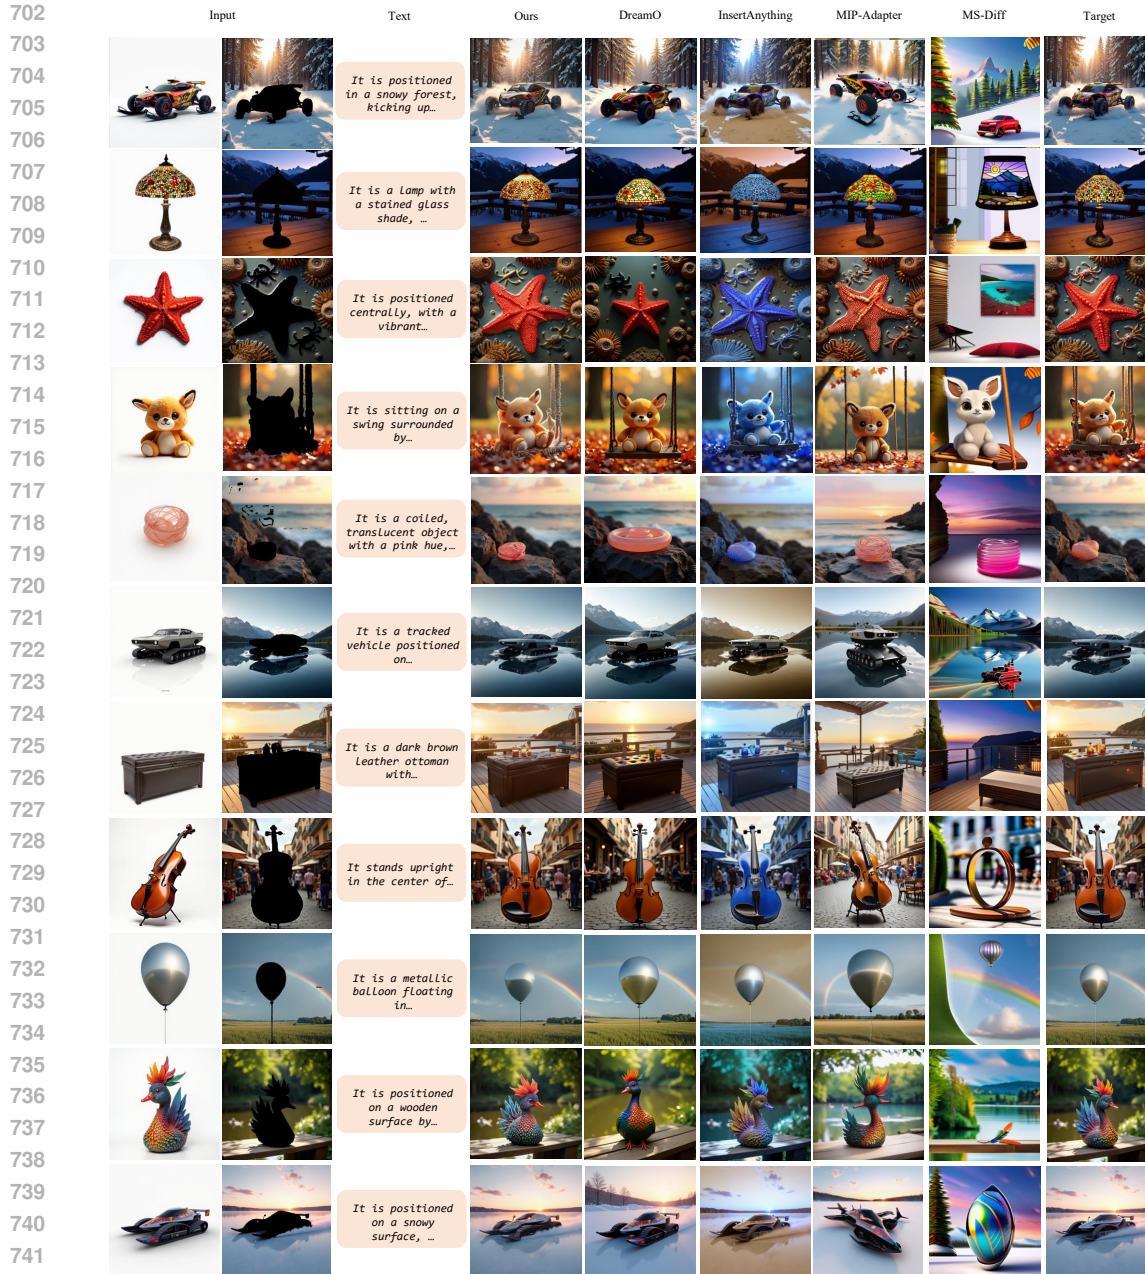 702
Input Text Ours DreamO InsertAnything MIP-Adapter MS-Diff Target
703
704
705
706
It is positioned
in a snowy forest,
kicking up…
707
708
709
It is a lamp with
a stained glass
shade, …
710
711
712
713
It is positioned
centrally, with a
vibrant…
714
715
716
It is sitting on a
swing surrounded
by…
717
718
719
720
It is a coiled,
translucent object
with a pink hue,…
721
722
723
It is a tracked
vehicle positioned
on…
724
725
726
727
It is a dark brown
leather ottoman
with…
728
729
730
It stands upright
in the center of…
731
732
733
734
It is a metallic
balloon floating
in…
735
736
737
738
It is positioned
on a wooden
surface by…
739
740
741
It is positioned
on a snowy
surface, …